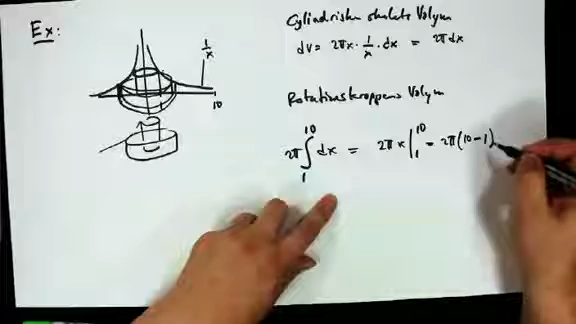 Ex:
1/x
10
Cylindriska skalets Volym
dV = 2πx · 1/x · dx = 2π dx
Rotationskroppens Volym
2π ∫₁¹⁰ dx = 2π x |₁¹⁰ = 2π(10-1)